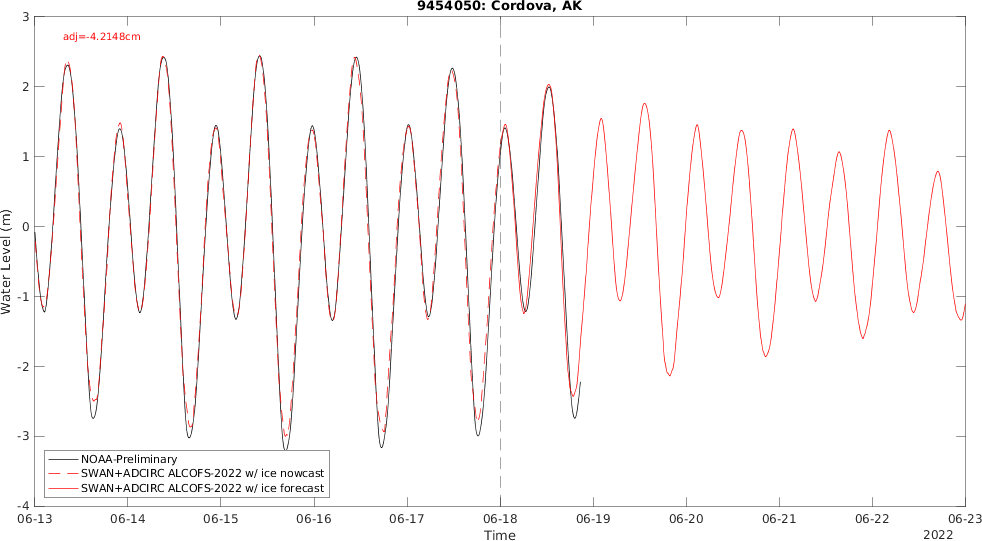 9454050: Cordova, AK
adj=-4.2148cm
3
2
1
0
-1
-2
-3
-4
Water Level (m)
NOAA-Preliminary
SWAN+ADCIRC ALCOFS-2022 w/ ice nowcast
SWAN+ADCIRC ALCOFS-2022 w/ ice forecast
06-13 06-14 06-15 06-16 06-17 06-18 06-19 06-20 06-21 06-22 06-23
Time
2022